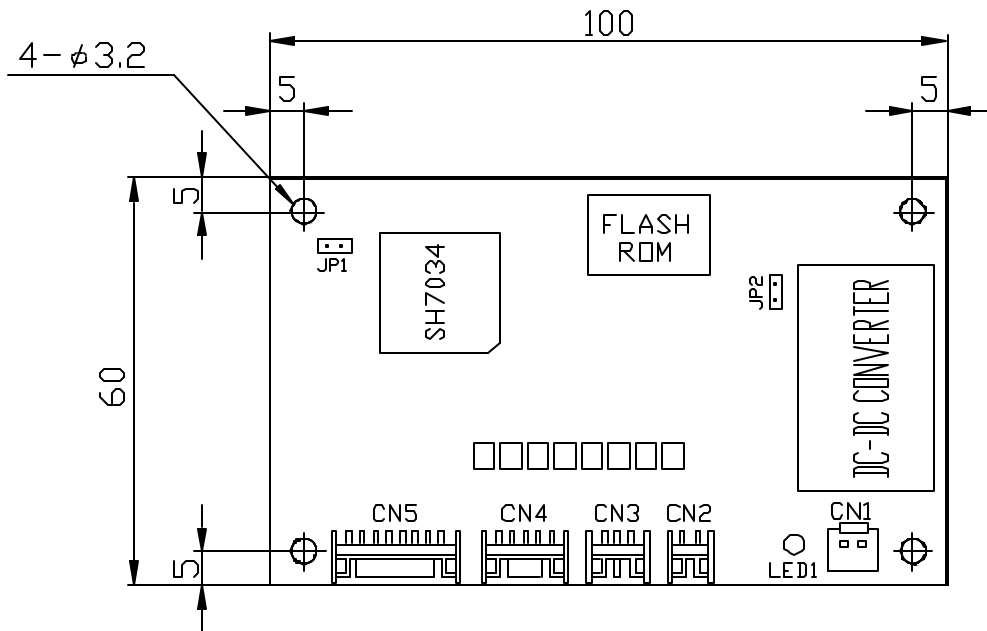 100
4-φ3.2
5
5
5
FLASH
ROM
JP1
SH7034
JP2
DC-DC CONVERTER
60
CN5
CN4
CN3
CN2
CN1
5
LED1